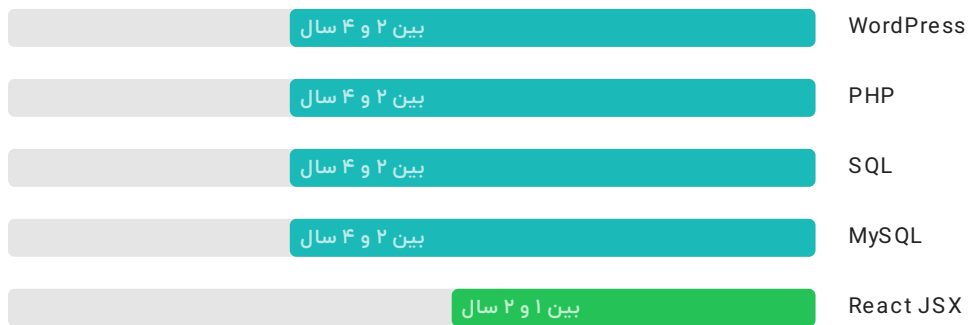 WordPress بین ۲ و ۴ سال
PHP بین ۲ و ۴ سال
SQL بین ۲ و ۴ سال
MySQL بین ۲ و ۴ سال
React JSX بین ۱ و ۲ سال